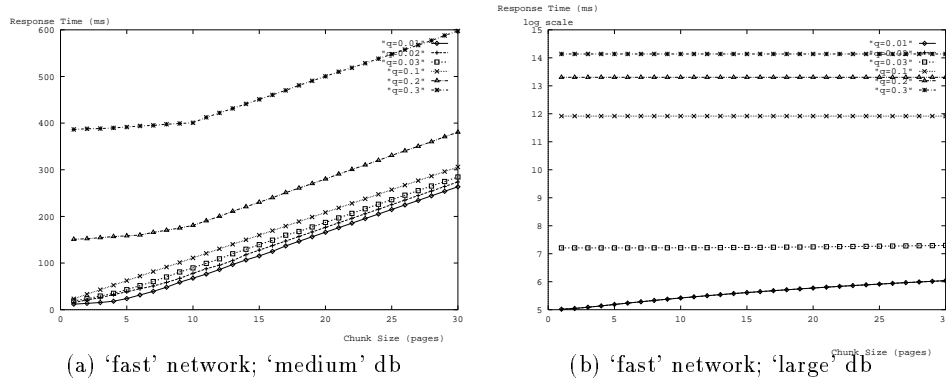 Response Time (ms)
600
500
400
300
200
100
0
0 5 10 15 20 25 30
"q=0.01"
"q=0.02"
"q=0.03"
"q=0.1"
"q=0.2"
"q=0.3"
Chunk Size (pages)
(a) ‘fast’ network; ‘medium’ db
Response Time (ms)
log scale
15
14
13
12
11
10
9
8
7
6
5
0 5 10 15 20 25 30
"q=0.01"
"q=0.02"
"q=0.03"
"q=0.1"
"q=0.2"
"q=0.3"
Chunk Size (pages)
(b) ‘fast’ network; ‘large’ db